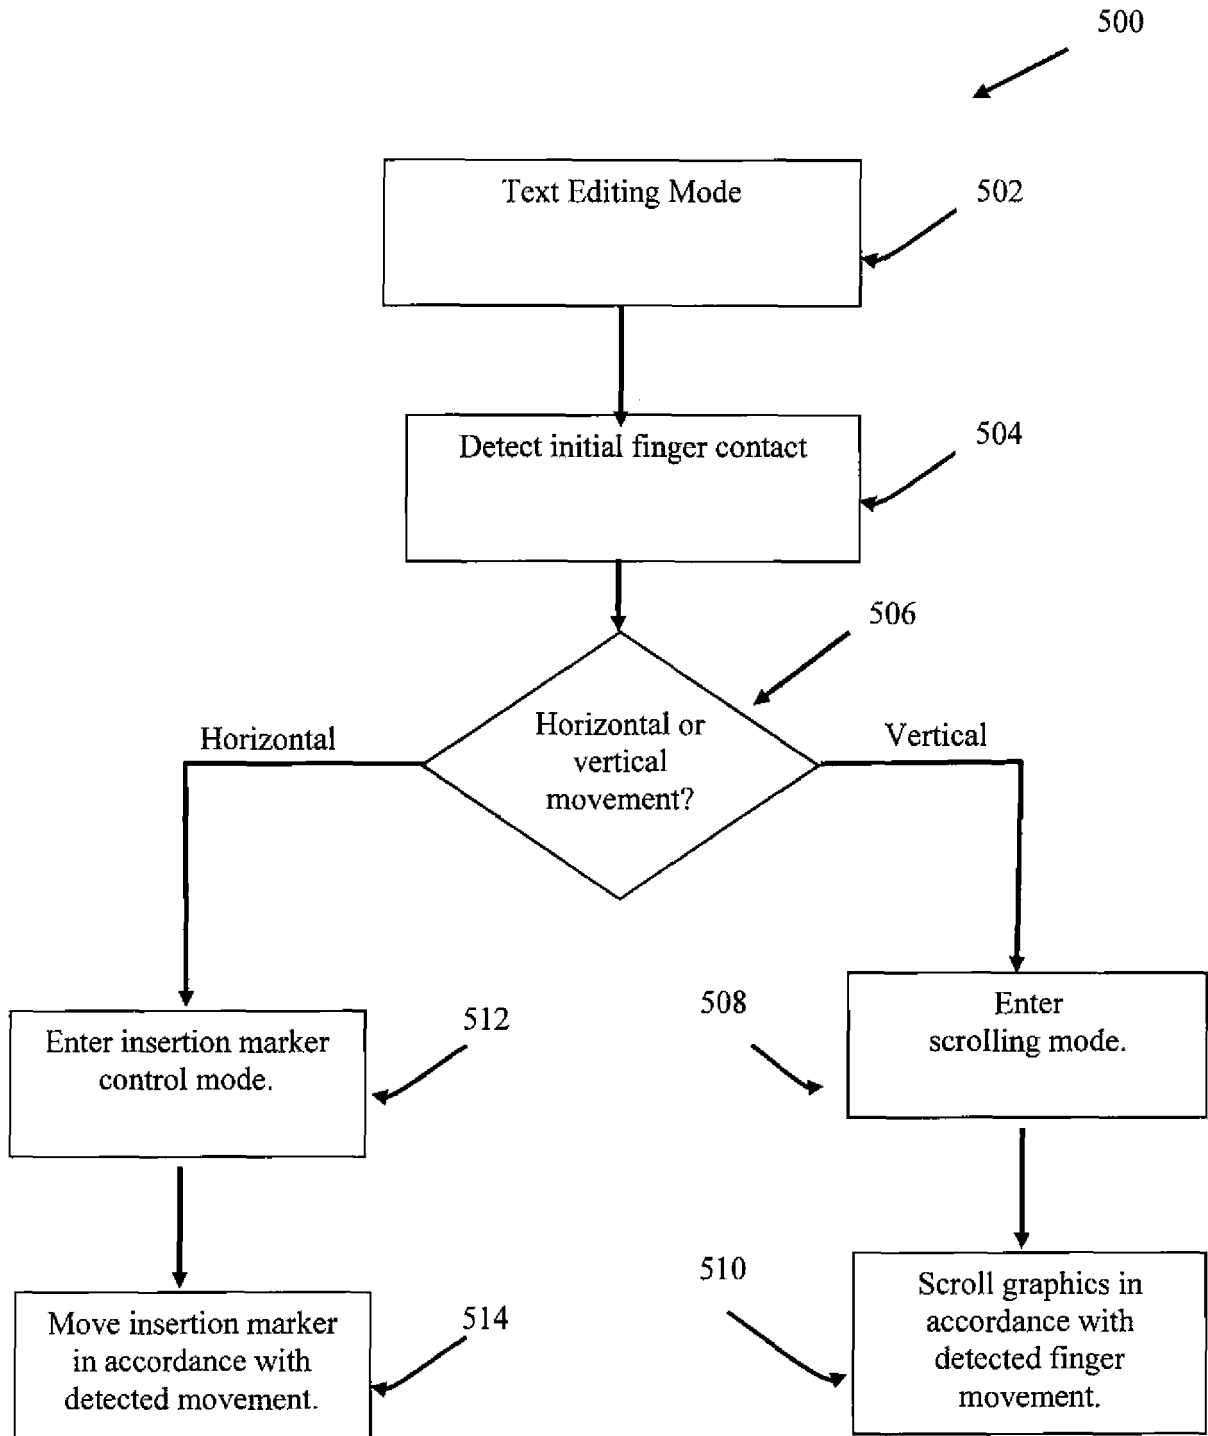 500
Text Editing Mode
502
Detect initial finger contact
504
506
Horizontal or
vertical
movement?
Horizontal
Vertical
Enter insertion marker
control mode.
512
508
Enter
scrolling mode.
Move insertion marker
in accordance with
detected movement.
514
510
Scroll graphics in
accordance with
detected finger
movement.